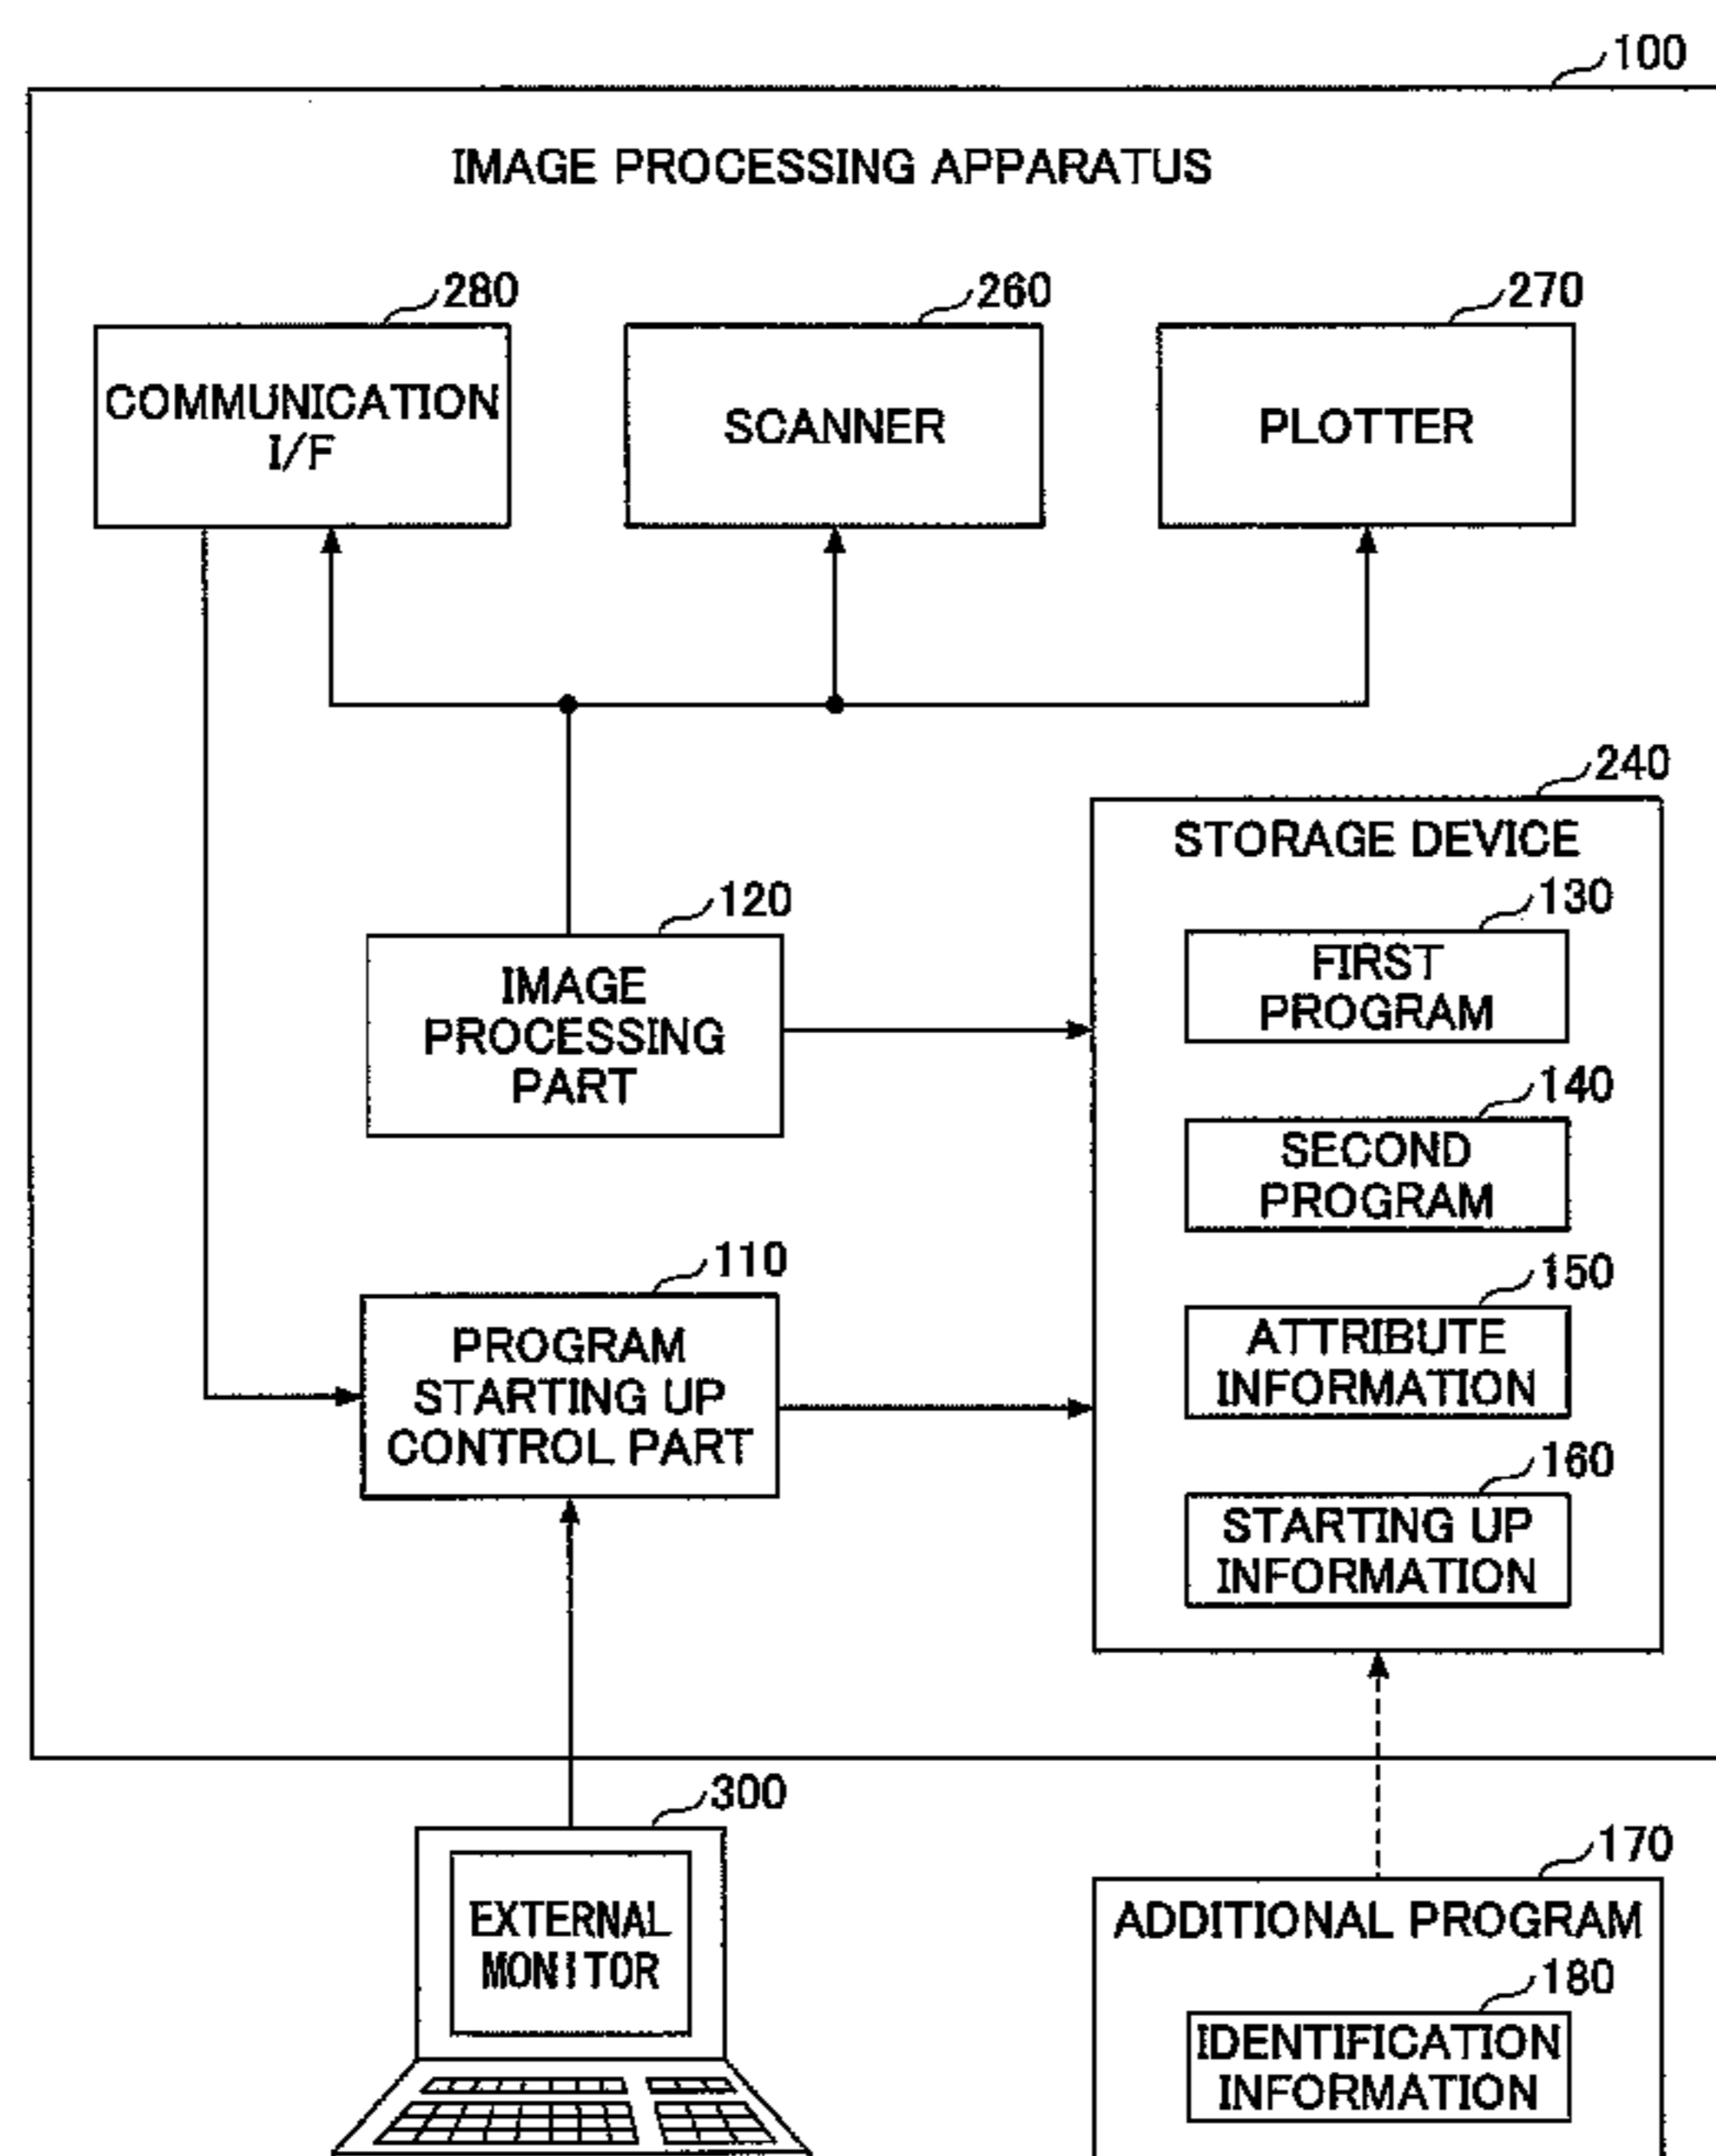 100
IMAGE PROCESSING APPARATUS
280
260
270
COMMUNICATION
I/F
SCANNER
PLOTTER
240
STORAGE DEVICE
120
130
IMAGE
PROCESSING
PART
FIRST
PROGRAM
140
SECOND
PROGRAM
110
150
PROGRAM
STARTING UP
CONTROL PART
ATTRIBUTE
INFORMATION
160
STARTING UP
INFORMATION
300
170
EXTERNAL
MONITOR
ADDITIONAL PROGRAM
180
IDENTIFICATION
INFORMATION